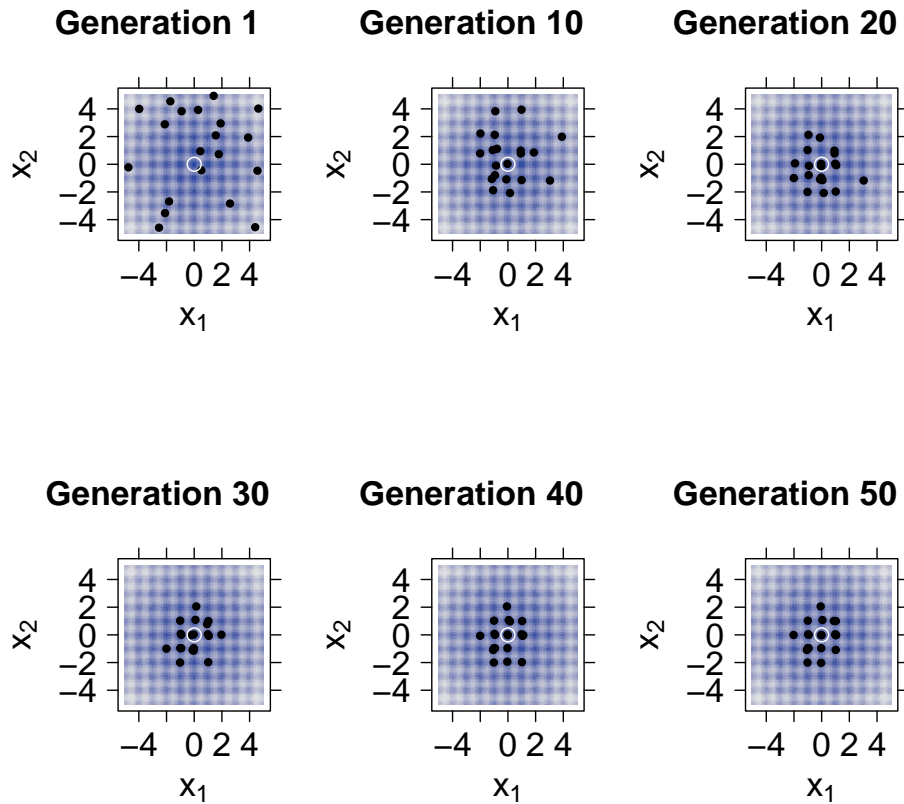 Generation 1
Generation 10
Generation 20
x2
4
2
0
−2
−4
−4 0 2 4
x1
x2
4
2
0
−2
−4
−4 0 2 4
x1
x2
4
2
0
−2
−4
−4 0 2 4
x1
Generation 30
Generation 40
Generation 50
x2
4
2
0
−2
−4
−4 0 2 4
x1
x2
4
2
0
−2
−4
−4 0 2 4
x1
x2
4
2
0
−2
−4
−4 0 2 4
x1